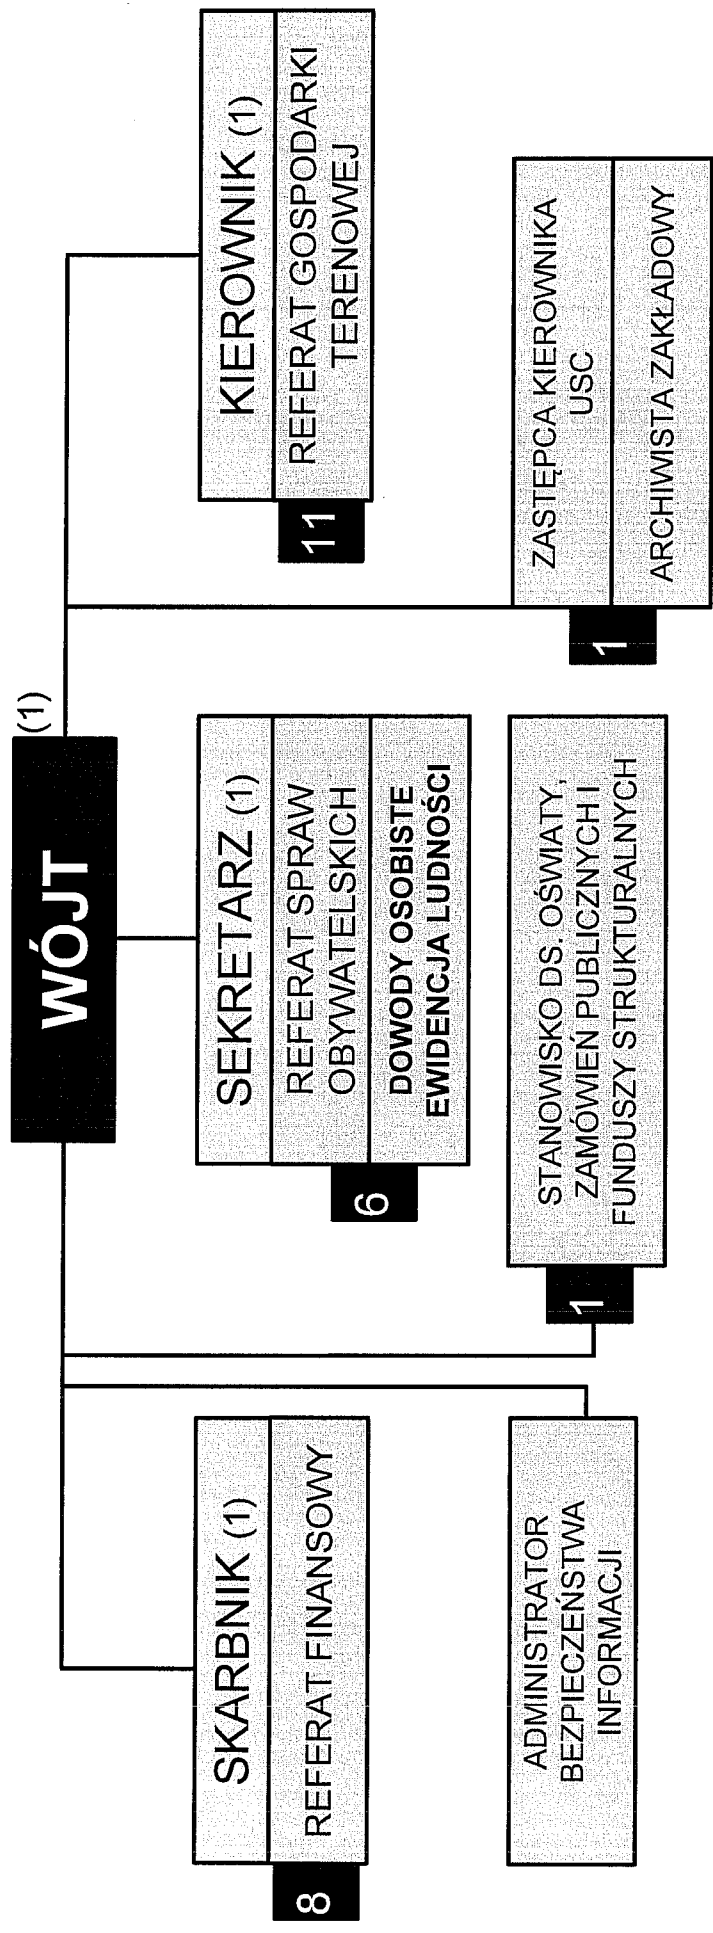 WÓJT
(1)
SKARBNIK (1)
REFERAT FINANSOWY
8
SEKRETARZ (1)
REFERAT SPRAW
OBYWATELSKICH
DOWODY OSOBISTE
EWIDENCJA LUDNOŚCI
6
KIEROWNIK (1)
REFERAT GOSPODARKI
TERENOWEJ
11
ADMINISTRATOR
BEZPIECZEŃSTWA
INFORMACJI
STANOWISKO DS. OŚWIATY,
ZAMÓWIEŃ PUBLICZNYCH I
FUNDUSZY STRUKTURALNYCH
1
ZASTĘPCA KIEROWNIKA
USC
ARCHIWISTA ZAKŁADOWY
1